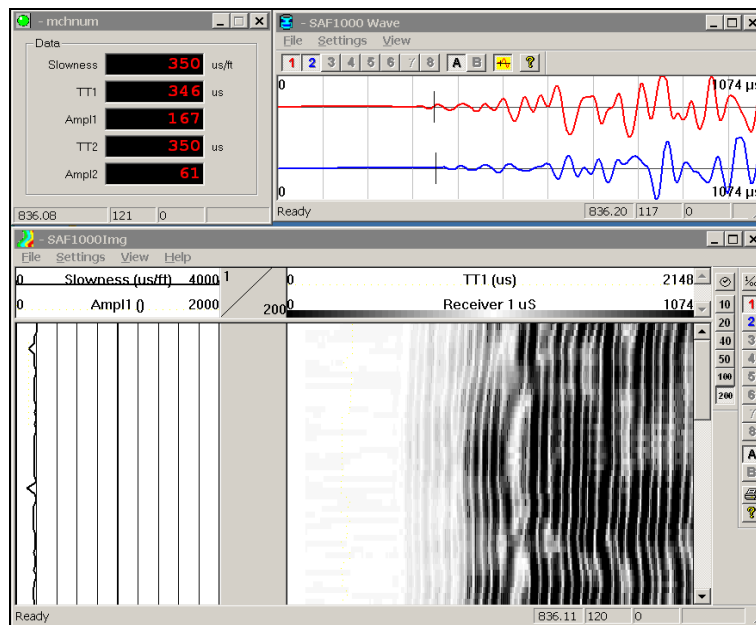 - mchnum
Data
Slowness 350 us/ft
TT1 346 us
Ampl1 167
TT2 350 us
Ampl2 61
836.08 121 0
- SAF1000 Wave
File Settings View
1 2 3 4 5 6 7 8 A B ?
0 1074 µs
0 1074 µs
Ready 836.20 117 0
- SAF1000Img
File Settings View Help
0 Slowness (us/ft) 4000 1 0 TT1 (us) 2148
0 Ampl1 () 2000 200 0 Receiver 1 uS 1074
10
20
40
50
100
200
1
2
3
4
5
6
7
8
A
B
?
Ready 836.11 120 0